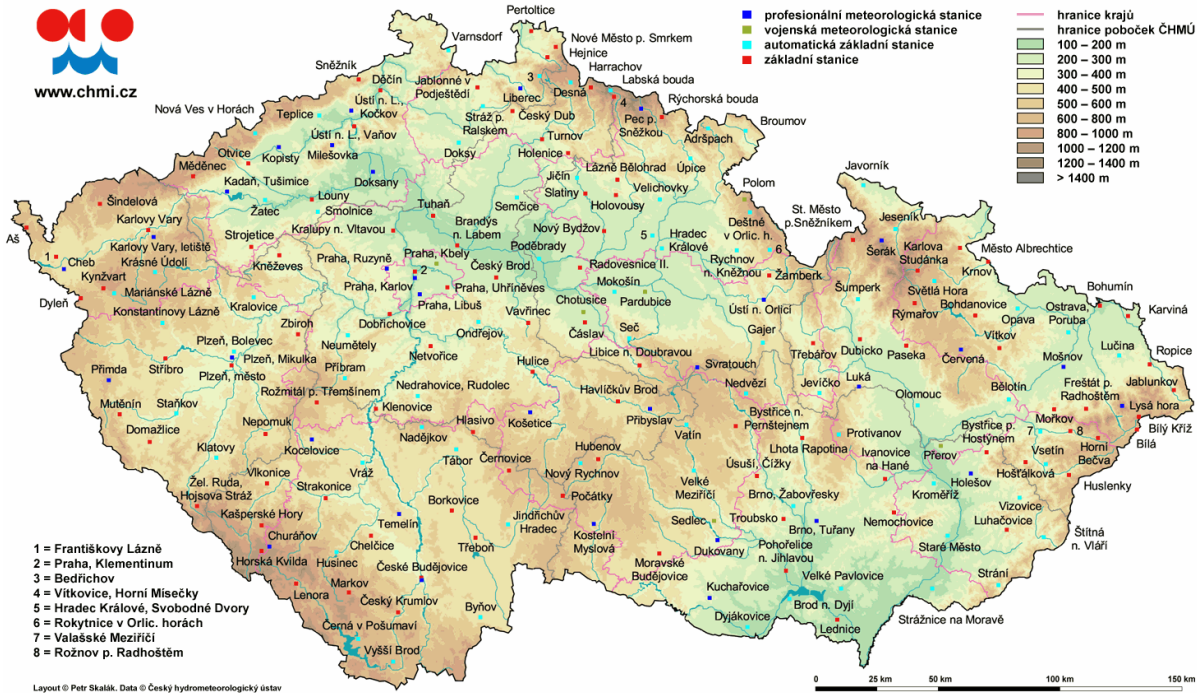 www.chmi.cz
profesionální meteorologická stanice
vojenská meteorologická stanice
automatická základní stanice
základní stanice
hranice krajů
hranice poboček ČHMÚ
100 – 200 m
200 – 300 m
300 – 400 m
400 – 500 m
500 – 600 m
600 – 800 m
800 – 1000 m
1000 – 1200 m
1200 – 1400 m
> 1400 m
Pertoltice
Varnsdorf
Nové Město p. Smrkem
Hejnice
Harrachov
Sněžník
Děčín
Jablonné v
Podještědí
3
Liberec
Desná
Labská bouda
4
Rýchorská bouda
Nová Ves v Horách
Teplice
Ústí n. L.,
Kočkov
Stráž p.
Ralskem
Český Dub
Pec p.
Sněžkou
Broumov
Ústí n. L., Vaňov
Turnov
Adršpach
Otvice
Kopisty
Milešovka
Doksy
Holenice
Úpice
Javorník
Měděnec
Kadaň, Tušimice
Doksany
Jičín
Lázně Bělohrad
Polom
Slatiny
Velichovky
Šindelová
Žatec
Louny
Smolnice
Tuhaň
Semčice
Holovousy
St. Město
p.Sněžníkem
Jeseník
Karlovy Vary
Strojetice
Kralupy n. Vltavou
Brandýs
n. Labem
Nový Bydžov
5
Hradec
Králové
Deštné
v Orlic. h.
Aš
Karlovy Vary, letiště
Poděbrady
6
Šerák
Karlova
Studánka
Město Albrechtice
1
Cheb
Krásné Údolí
Kněževes
Praha, Ruzyně
Praha, Kbely
2
Český Brod
Radovesnice II.
Rychnov
n. Kněžnou
Žamberk
Krnov
Kynžvart
Praha, Karlov
Praha, Uhříněves
Mokošín
Šumperk
Světlá Hora
Bohumín
Dyleň
Mariánské Lázně
Kralovice
Praha, Libuš
Chotusice
Pardubice
Ústí n. Orlicí
Bohdanovice
Ostrava,
Poruba
Karviná
Konstantinovy Lázně
Zbiroh
Dobřichovice
Vavřinec
Rýmařov
Opava
Plzeň, Bolevec
Neumětely
Ondřejov
Čáslav
Seč
Gajer
Vítkov
Lučina
Plzeň, Mikulka
Netvořice
Hulice
Libice n. Doubravou
Třebářov
Dubicko
Paseka
Červená
Mošnov
Ropice
Přimda
Stříbro
Plzeň, město
Příbram
Svratouch
Jablunkov
Mutěnín
Staňkov
Rožmitál p. Třemšínem
Nedrahovice, Rudolec
Havlíčkův Brod
Nedvězí
Jevíčko
Luká
Olomouc
Bělotín
Freštát p.
Radhoštěm
Lysá hora
Klenovice
Domažlice
Nepomuk
Hlasivo
Košetice
Přibyslav
Bystřice n.
Pernštejnem
Mořkov
Bílý Kříž
Nadějkov
Vatín
Protivanov
Bystřice p.
Hostýnem
7
8
Bílá
Klatovy
Kocelovice
Tábor
Černovice
Hubenov
Lhota Rapotina
Ivanovice
na Hané
Přerov
Vsetín
Horní
Bečva
Vlkonice
Vráž
Nový Rychnov
Úsuší, Čížky
Hošťálková
Žel. Ruda,
Hojsova Stráž
Strakonice
Borkovice
Počátky
Velké
Meziříčí
Brno, Žabovřesky
Kroměříž
Holešov
Huslenky
Kašperské Hory
Temelín
Jindřichův
Hradec
Sedlec
Troubsko
Brno, Tuřany
Nemochovice
Vizovice
Luhačovice
Churáňov
Chelčice
Třeboň
Kostelní
Myslová
Dukovany
Pohořelice
n. Jihlavou
Staré Město
Štítná
n. Vláří
Horská Kvilda
Husinec
České Budějovice
Moravské
Budějovice
Velké Pavlovice
Strání
Lenora
Markov
Český Krumlov
Byňov
Kuchařovice
Brod n. Dyjí
Strážnice na Moravě
Černá v Pošumaví
Dyjákovice
Lednice
Vyšší Brod
1 = Františkovy Lázně
2 = Praha, Klementinum
3 = Bedřichov
4 = Vítkovice, Horní Mísečky
5 = Hradec Králové, Svobodné Dvory
6 = Rokytnice v Orlic. horách
7 = Valašské Meziříčí
8 = Rožnov p. Radhoštěm
Layout © Petr Skalák. Data © Český hydrometeorologický ústav
0 25 km 50 km 100 km 150 km